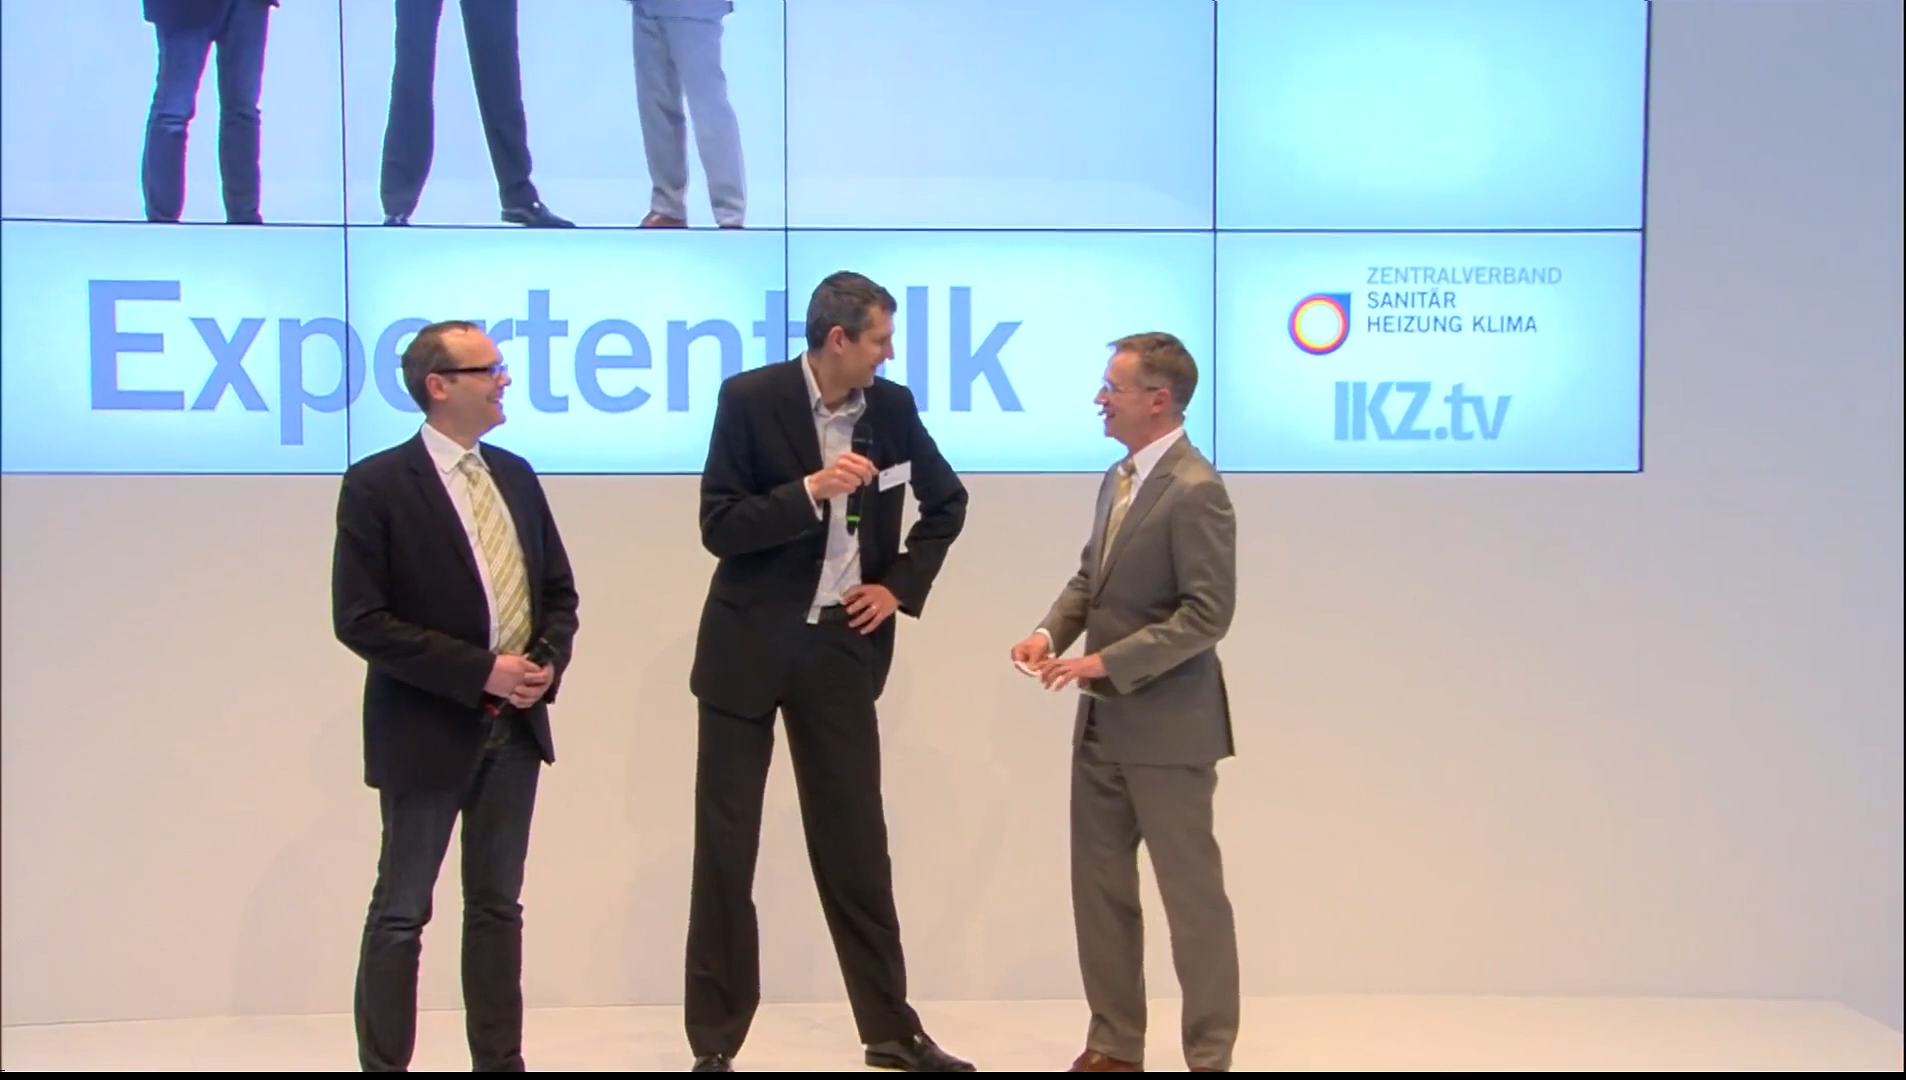 Expertentalk
ZENTRALVERBAND
SANITÄR
HEIZUNG KLIMA
IKZ.tv